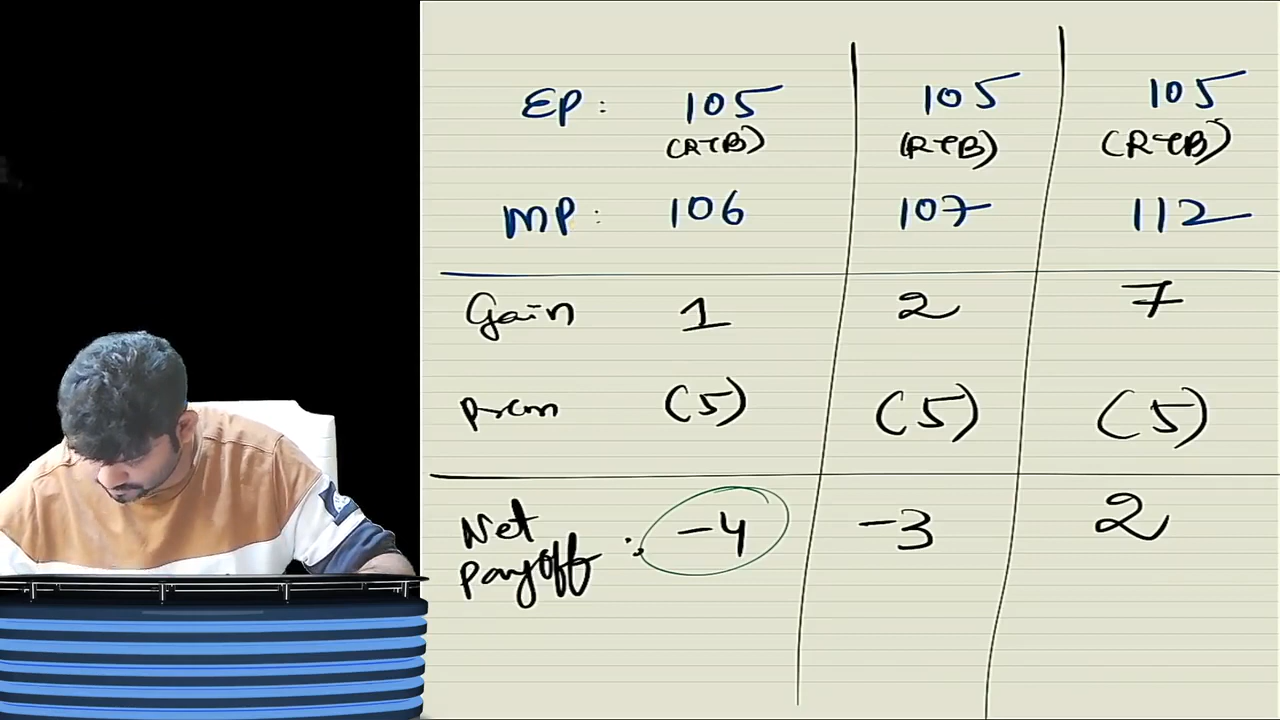 EP: 105 105 105
(RTB) (RTB) (RTB)
MP: 106 107 112
Gain 1 2 7
Prem (5) (5) (5)
Net
Payoff : -4 -3 2